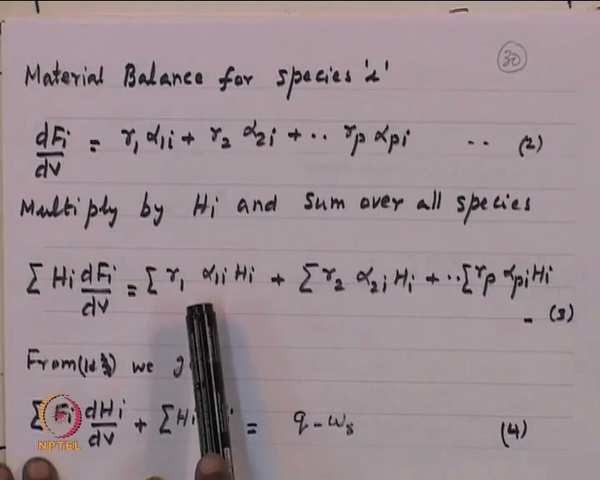 30
Material Balance for species 'i'
dFi/dV = r1 α1i + r2 α2i + .. rp αpi .. (2)
Multiply by Hi and sum over all species
Σ Hi dFi/dV = Σ r1 α1i Hi + Σ r2 α2i Hi + .. Σ rp αpi Hi - (3)
From (1& we
Σ Fi dHi/dV + Σ Hi = q - ws (4)
NPTEL